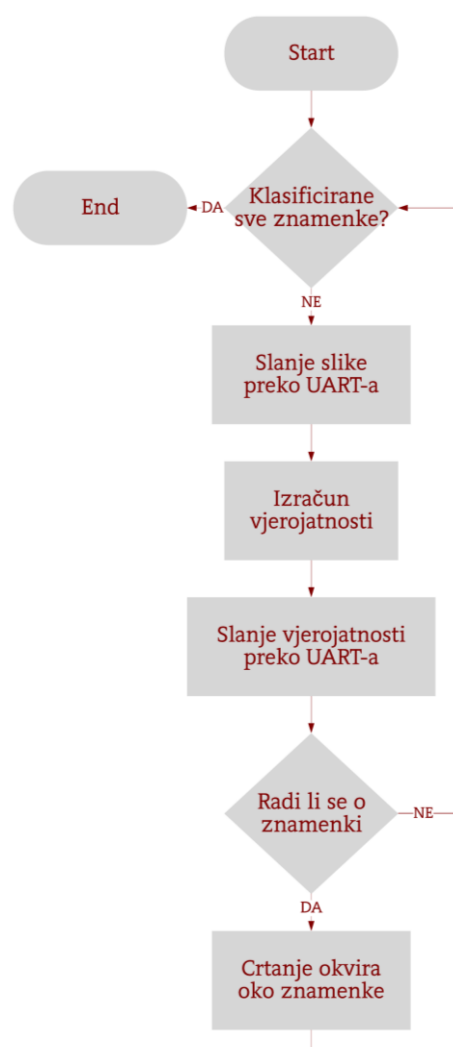 Start
Klasificirane
sve znamenke?
DA
End
NE
Slanje slike
preko UART-a
Izračun
vjerojatnosti
Slanje vjerojatnosti
preko UART-a
Radi li se o
znamenki
NE
DA
Crtanje okvira
oko znamenke